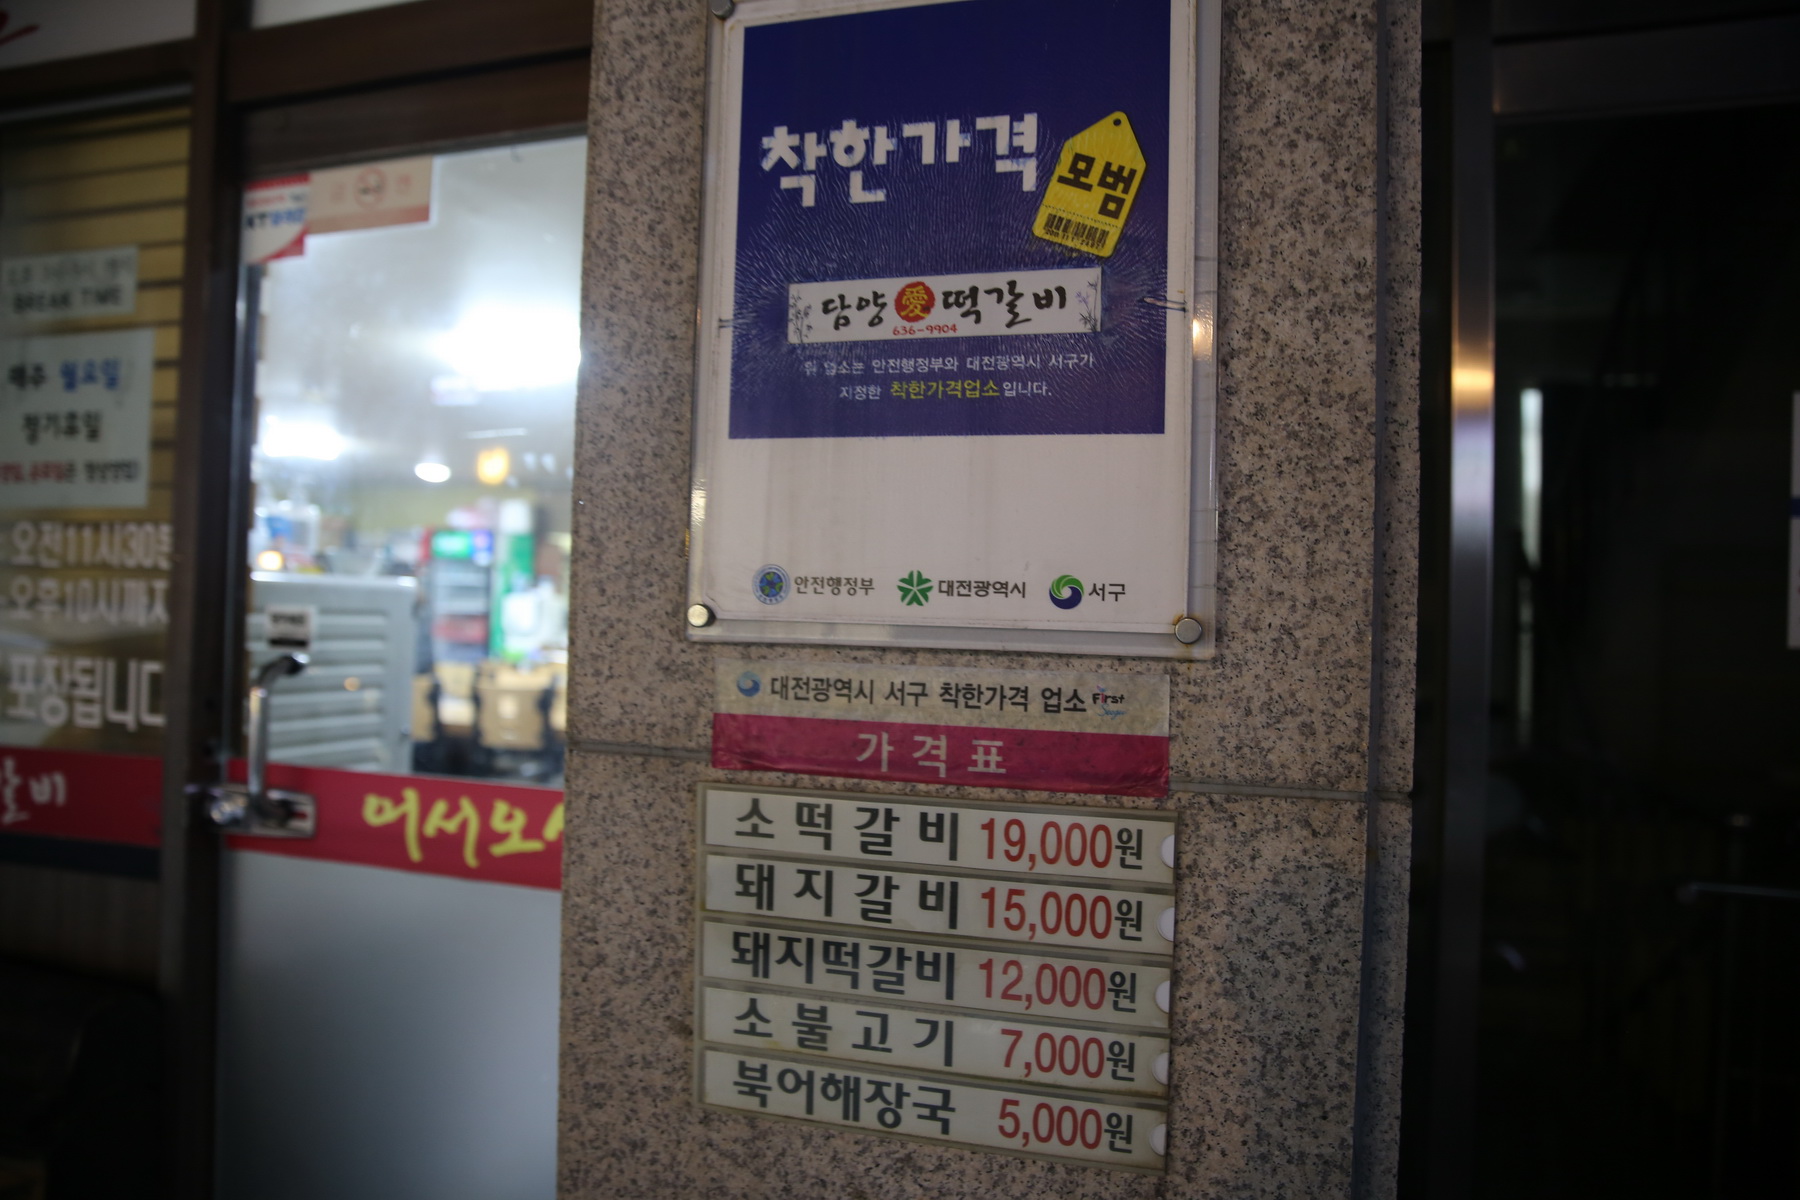 착한가격
모범
담양 愛 떡갈비
636-9904
위 업소는 안전행정부와 대전광역시 서구가
지정한 착한가격업소입니다.
안전행정부 대전광역시 서구
대전광역시 서구 착한가격 업소 First
가격표
소떡갈비 19,000원
돼지갈비 15,000원
돼지떡갈비 12,000원
소불고기 7,000원
북어해장국 5,000원
BREAK TIME
매주 월요일
정기휴일
오전11시30분
오후10시까지
포장됩니다
갈비
어서오